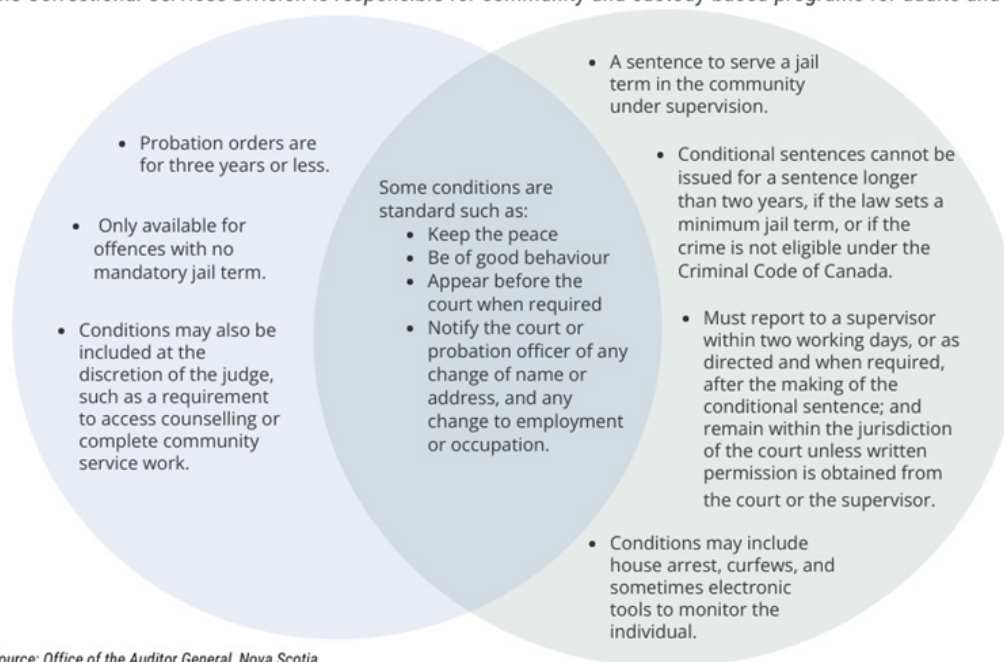 • Probation orders are
for three years or less.
• Only available for
offences with no
mandatory jail term.
• Conditions may also be
included at the
discretion of the judge,
such as a requirement
to access counselling or
complete community
service work.
Some conditions are
standard such as:
• Keep the peace
• Be of good behaviour
• Appear before the
court when required
• Notify the court or
probation officer of any
change of name or
address, and any
change to employment
or occupation.
• A sentence to serve a jail
term in the community
under supervision.
• Conditional sentences cannot be
issued for a sentence longer
than two years, if the law sets a
minimum jail term, or if the
crime is not eligible under the
Criminal Code of Canada.
• Must report to a supervisor
within two working days, or as
directed and when required,
after the making of the
conditional sentence; and
remain within the jurisdiction
of the court unless written
permission is obtained from
the court or the supervisor.
• Conditions may include
house arrest, curfews, and
sometimes electronic
tools to monitor the
individual.
ource: Office of the Auditor General, Nova Scotia